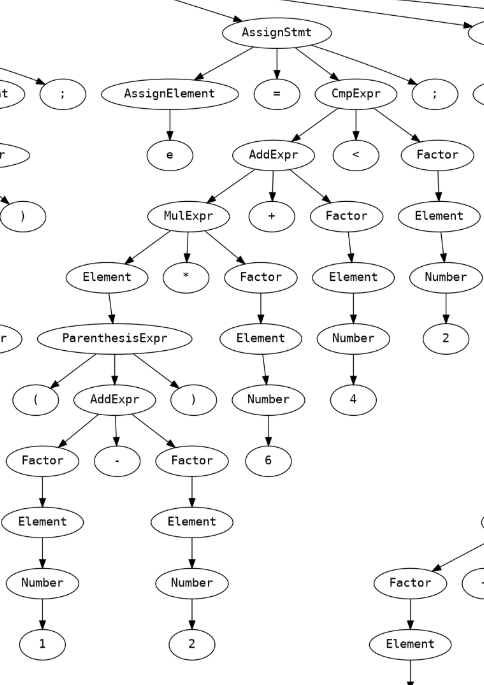 AssignStmt
nt ; AssignElement = CmpExpr ;
r e AddExpr < Factor
) MulExpr + Factor Element
Element * Factor Element Number
r ParenthesisExpr Element Number 2
( AddExpr ) Number 4
Factor - Factor 6
Element Element
Number Number Factor -
1 2 Element